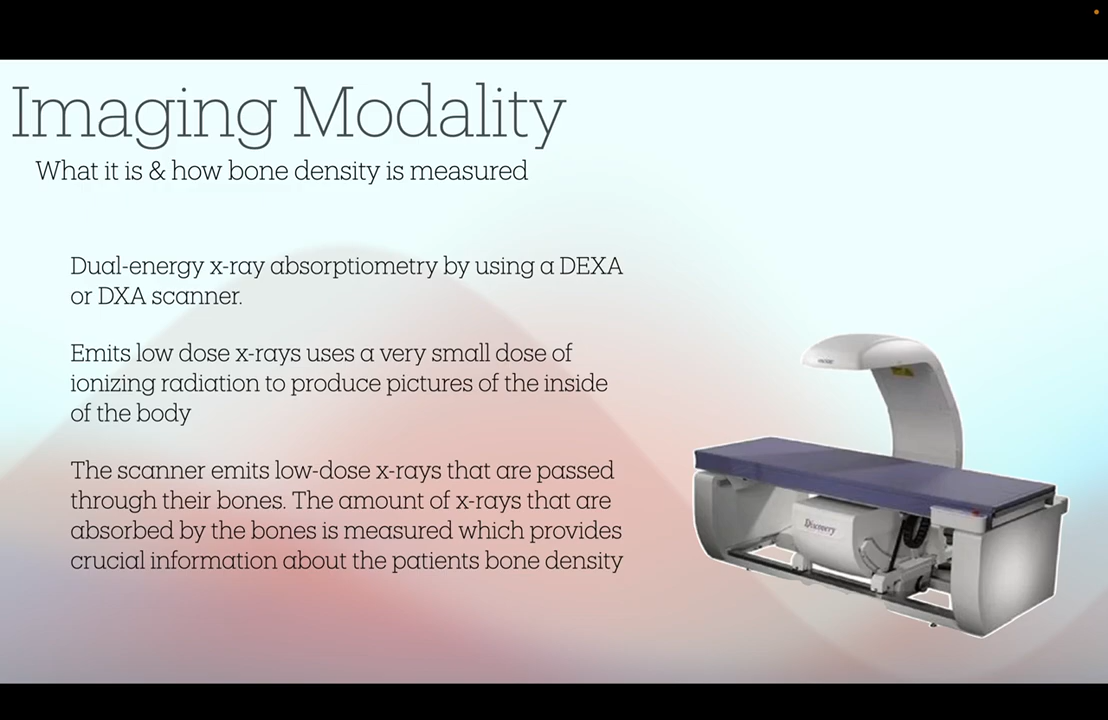 Imaging Modality
What it is & how bone density is measured
Dual-energy x-ray absorptiometry by using a DEXA
or DXA scanner.
Emits low dose x-rays uses a very small dose of
ionizing radiation to produce pictures of the inside
of the body
The scanner emits low-dose x-rays that are passed
through their bones. The amount of x-rays that are
absorbed by the bones is measured which provides
crucial information about the patients bone density
Discovery